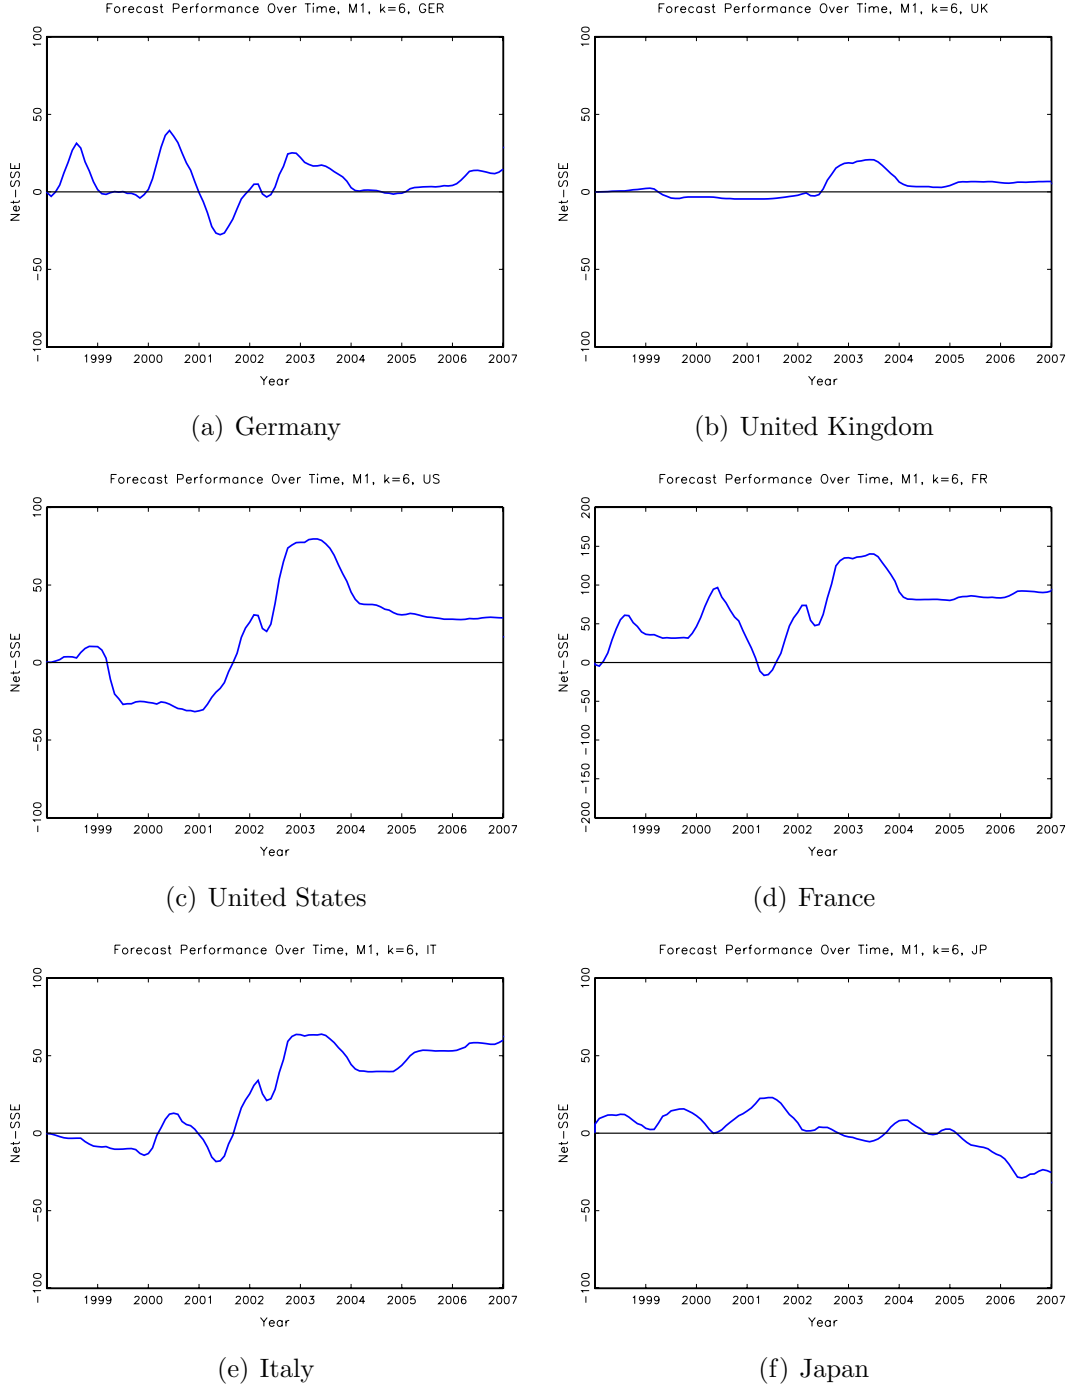 Forecast Performance Over Time, M1, k=6, GER
100
50
0
-50
-100
Net-SSE
1999 2000 2001 2002 2003 2004 2005 2006 2007
Year
(a) Germany
Forecast Performance Over Time, M1, k=6, UK
100
50
0
-50
-100
Net-SSE
1999 2000 2001 2002 2003 2004 2005 2006 2007
Year
(b) United Kingdom
Forecast Performance Over Time, M1, k=6, US
100
50
0
-50
-100
Net-SSE
1999 2000 2001 2002 2003 2004 2005 2006 2007
Year
(c) United States
Forecast Performance Over Time, M1, k=6, FR
200
150
100
50
0
-50
-100
-150
-200
Net-SSE
1999 2000 2001 2002 2003 2004 2005 2006 2007
Year
(d) France
Forecast Performance Over Time, M1, k=6, IT
100
50
0
-50
-100
Net-SSE
1999 2000 2001 2002 2003 2004 2005 2006 2007
Year
(e) Italy
Forecast Performance Over Time, M1, k=6, JP
100
50
0
-50
-100
Net-SSE
1999 2000 2001 2002 2003 2004 2005 2006 2007
Year
(f) Japan